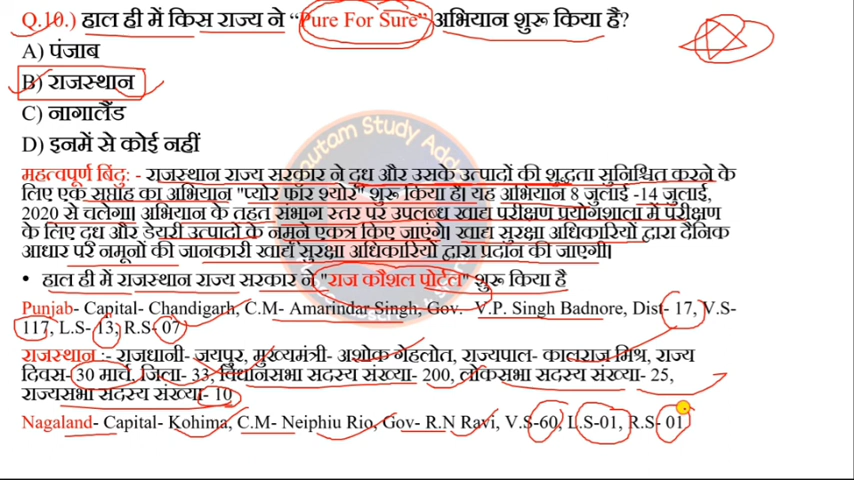 Q.10.) हाल ही में किस राज्य ने “Pure For Sure” अभियान शुरू किया है?
A) पंजाब
B) राजस्थान
C) नागालैंड
D) इनमें से कोई नहीं
महत्वपूर्ण बिंदु: - राजस्थान राज्य सरकार ने दूध और उसके उत्पादों की शुद्धता सुनिश्चित करने के
लिए एक सप्ताह का अभियान "प्योर फॉर श्योर" शुरू किया है। यह अभियान 8 जुलाई -14 जुलाई,
2020 से चलेगा। अभियान के तहत संभाग स्तर पर उपलब्ध खाद्य परीक्षण प्रयोगशाला में परीक्षण
के लिए दूध और डेयरी उत्पादों के नमूने एकत्र किए जाएंगे। खाद्य सुरक्षा अधिकारियों द्वारा दैनिक
आधार पर नमूनों की जानकारी खाद्य सुरक्षा अधिकारियों द्वारा प्रदान की जाएगी।
• हाल ही में राजस्थान राज्य सरकार ने "राज कौशल पोर्टल" शुरू किया है
Punjab- Capital- Chandigarh, C.M- Amarindar Singh, Gov.- V.P. Singh Badnore, Dist- 17, V.S-
117, L.S- 13, R.S- 07
राजस्थान :- राजधानी- जयपुर, मुख्यमंत्री- अशोक गेहलोत, राज्यपाल- कालराज मिश्र, राज्य
दिवस- 30 मार्च, जिला- 33, विधानसभा सदस्य संख्या- 200, लोकसभा सदस्य संख्या- 25,
राज्यसभा सदस्य संख्या- 10
Nagaland- Capital- Kohima, C.M- Neiphiu Rio, Gov- R.N Ravi, V.S-60, L.S-01, R.S- 01